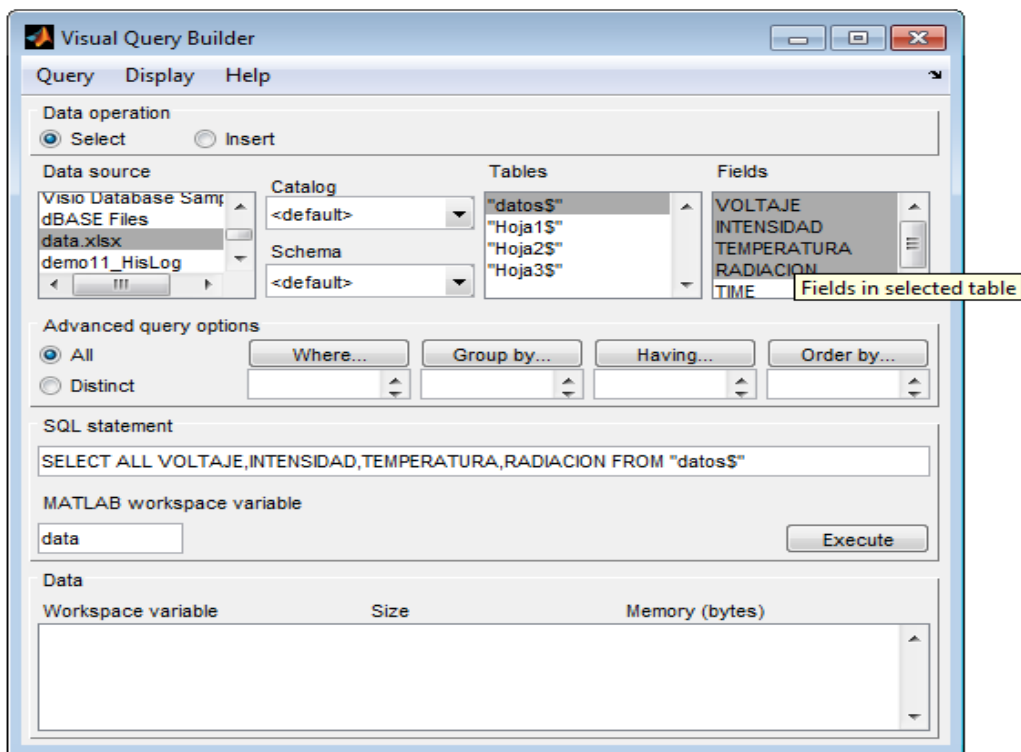 Visual Query Builder
Query Display Help
Data operation
Select Insert
Data source
Visio Database Samp
dBASE Files
data.xlsx
demo11_HisLog
Catalog
<default>
Schema
<default>
Tables
"datos$"
"Hoja1$"
"Hoja2$"
"Hoja3$"
Fields
VOLTAJE
INTENSIDAD
TEMPERATURA
RADIACION
TIME
Fields in selected table
Advanced query options
All
Distinct
Where... Group by... Having... Order by...
SQL statement
SELECT ALL VOLTAJE,INTENSIDAD,TEMPERATURA,RADIACION FROM "datos$"
MATLAB workspace variable
data
Execute
Data
Workspace variable Size Memory (bytes)